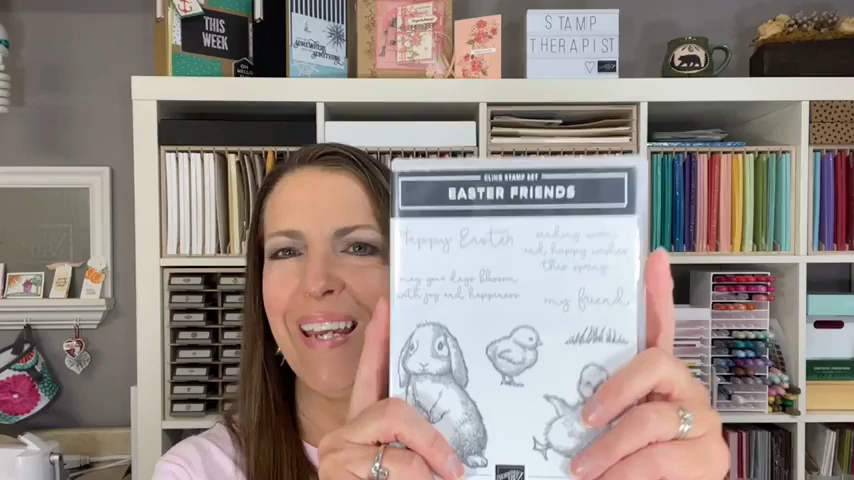 THIS
WEEK
STAMP
THERAPIST
CLING STAMP SET
EASTER FRIENDS
Happy Easter
sending warm
and happy wishes
this spring
may your days blossom
with joy and happiness
my friend